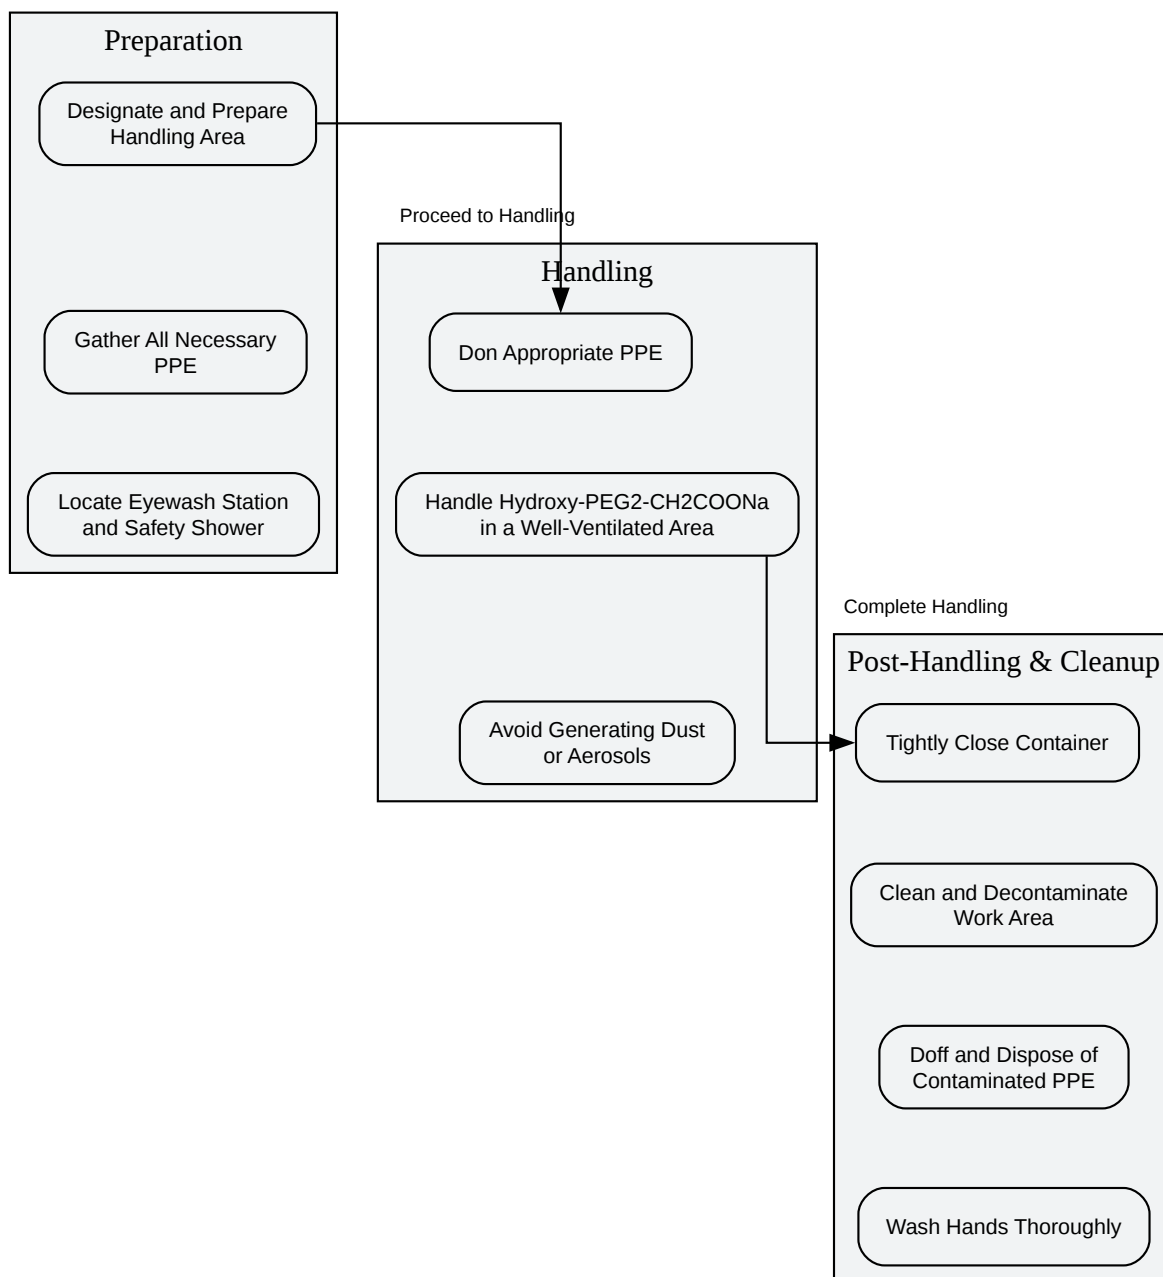 Preparation
Designate and Prepare
Handling Area
Gather All Necessary
PPE
Locate Eyewash Station
and Safety Shower
Proceed to Handling
Handling
Don Appropriate PPE
Handle Hydroxy-PEG2-CH2COONa
in a Well-Ventilated Area
Avoid Generating Dust
or Aerosols
Complete Handling
Post-Handling & Cleanup
Tightly Close Container
Clean and Decontaminate
Work Area
Doff and Dispose of
Contaminated PPE
Wash Hands Thoroughly